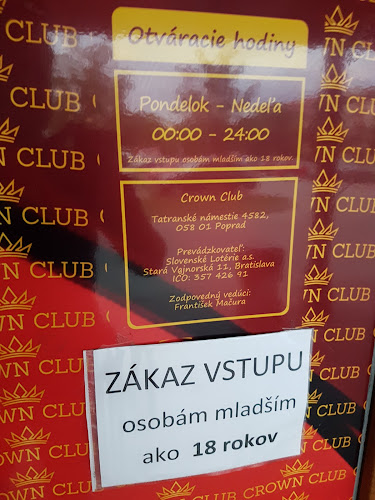 CROWN CLUB
Otváracie hodiny
Pondelok - Nedeľa
00:00 - 24:00
Zákaz vstupu osobám mladším ako 18 rokov.
Crown Club
Tatranské námestie 4582,
058 01 Poprad
Prevádzkovateľ:
Slovenské Lotérie a.s.
Stará Vajnorská 11, Bratislava
IČO: 357 426 91
Zodpovedný vedúci:
František Mačura
ZÁKAZ VSTUPU
osobám mladším
ako 18 rokov